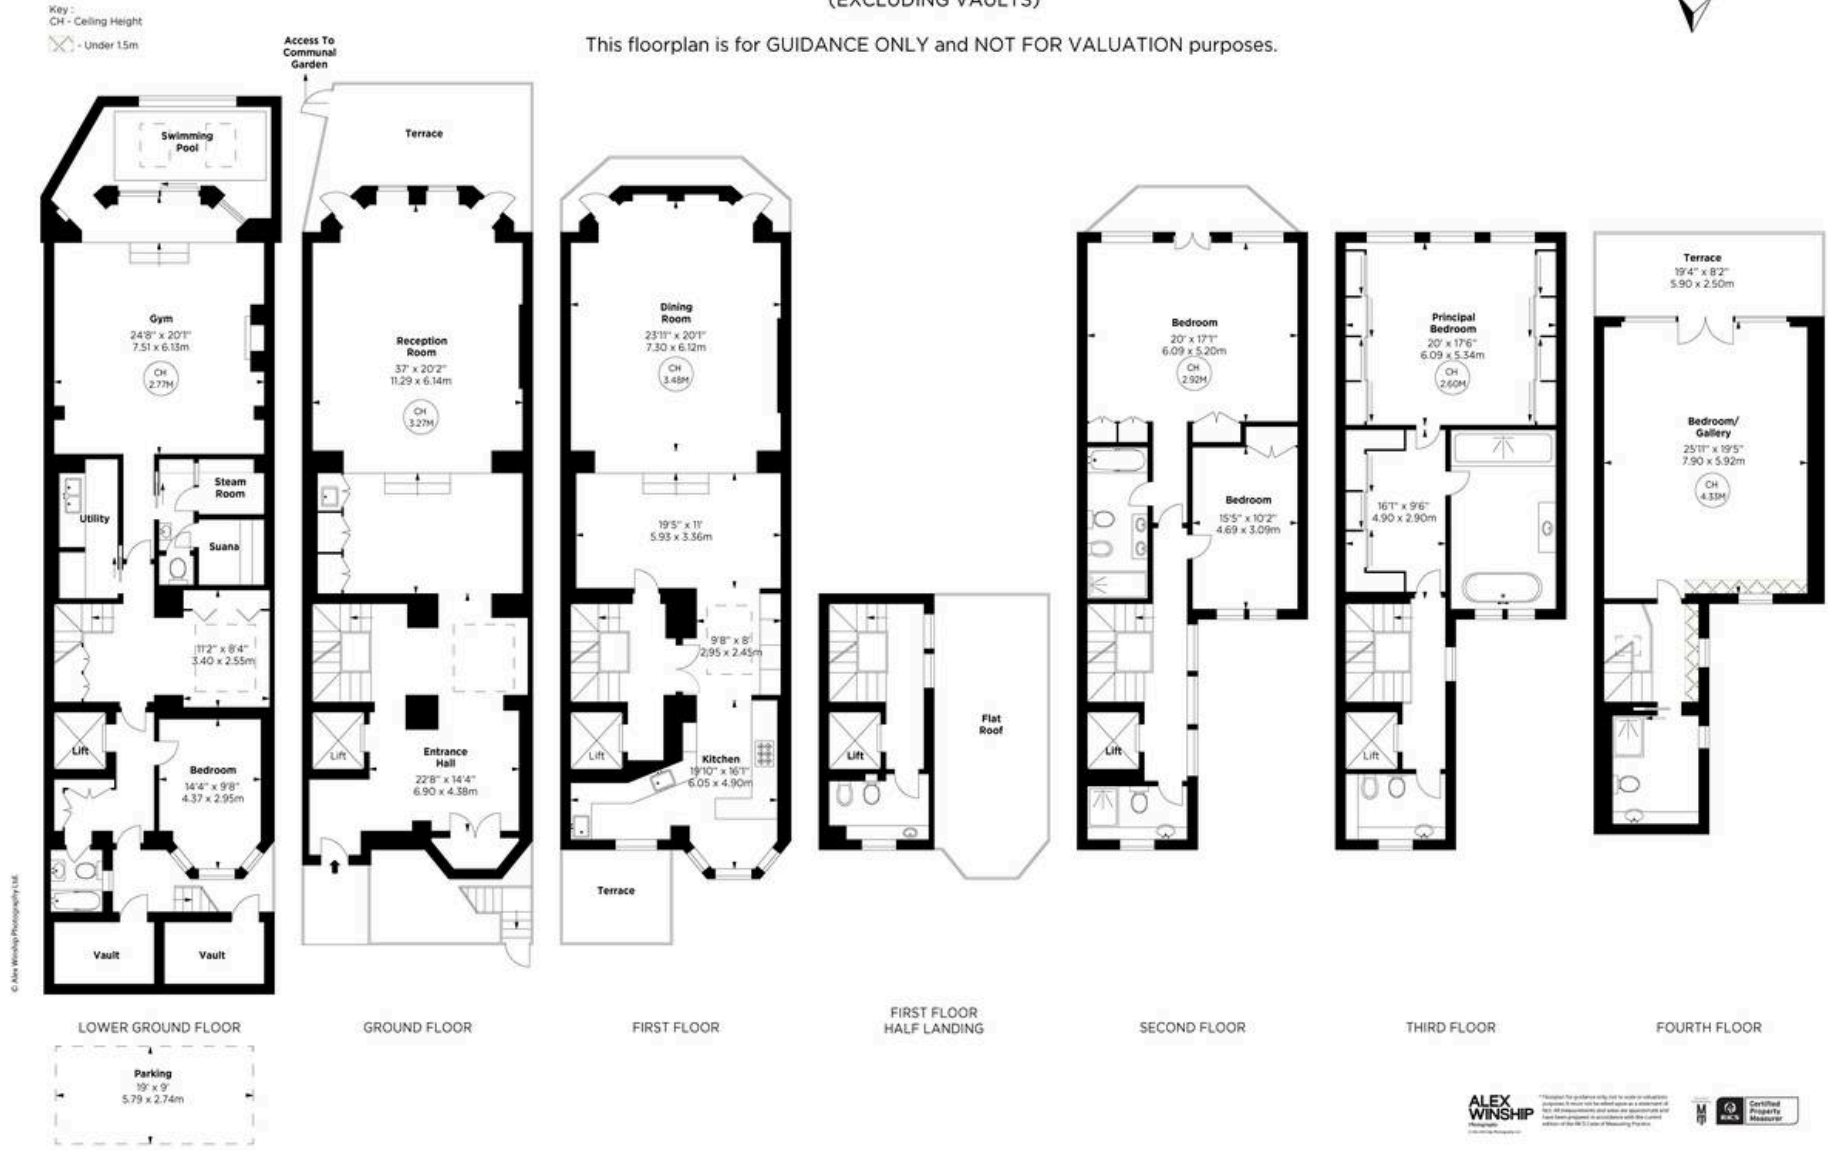 Key :
CH - Ceiling Height
- Under 1.5m
(EXCLUDING VAULTS)
This floorplan is for GUIDANCE ONLY and NOT FOR VALUATION purposes.
Access To
Communal
Garden
Swimming
Pool
Gym
24'8" x 20'1"
7.51 x 6.13m
CH
2.77M
Utility
Steam
Room
Suana
11'2" x 8'4"
3.40 x 2.55m
Lift
Bedroom
14'4" x 9'8"
4.37 x 2.95m
Vault
Vault
LOWER GROUND FLOOR
Parking
19' x 9'
5.79 x 2.74m
Terrace
Reception
Room
37' x 20'2"
11.29 x 6.14m
CH
3.27M
Lift
Entrance
Hall
22'8" x 14'4"
6.90 x 4.38m
GROUND FLOOR
Dining
Room
23'11" x 20'1"
7.30 x 6.12m
CH
3.48M
19'5" x 11'
5.93 x 3.36m
9'8" x 8'
2.95 x 2.45m
Lift
Kitchen
19'10" x 16'1"
6.05 x 4.90m
Terrace
FIRST FLOOR
Lift
Flat
Roof
FIRST FLOOR
HALF LANDING
Bedroom
20' x 17'1"
6.09 x 5.20m
CH
2.92M
Bedroom
15'5" x 10'2"
4.69 x 3.09m
Lift
SECOND FLOOR
Principal
Bedroom
20' x 17'6"
6.09 x 5.34m
CH
2.60M
16'1" x 9'6"
4.90 x 2.90m
Lift
THIRD FLOOR
Terrace
19'4" x 8'2"
5.90 x 2.50m
Bedroom/
Gallery
25'11" x 19'5"
7.90 x 5.92m
CH
4.33M
FOURTH FLOOR
© Alex Winship Photography Ltd.
ALEX
WINSHIP
Photography
RICS
Certified
Property
Measurer